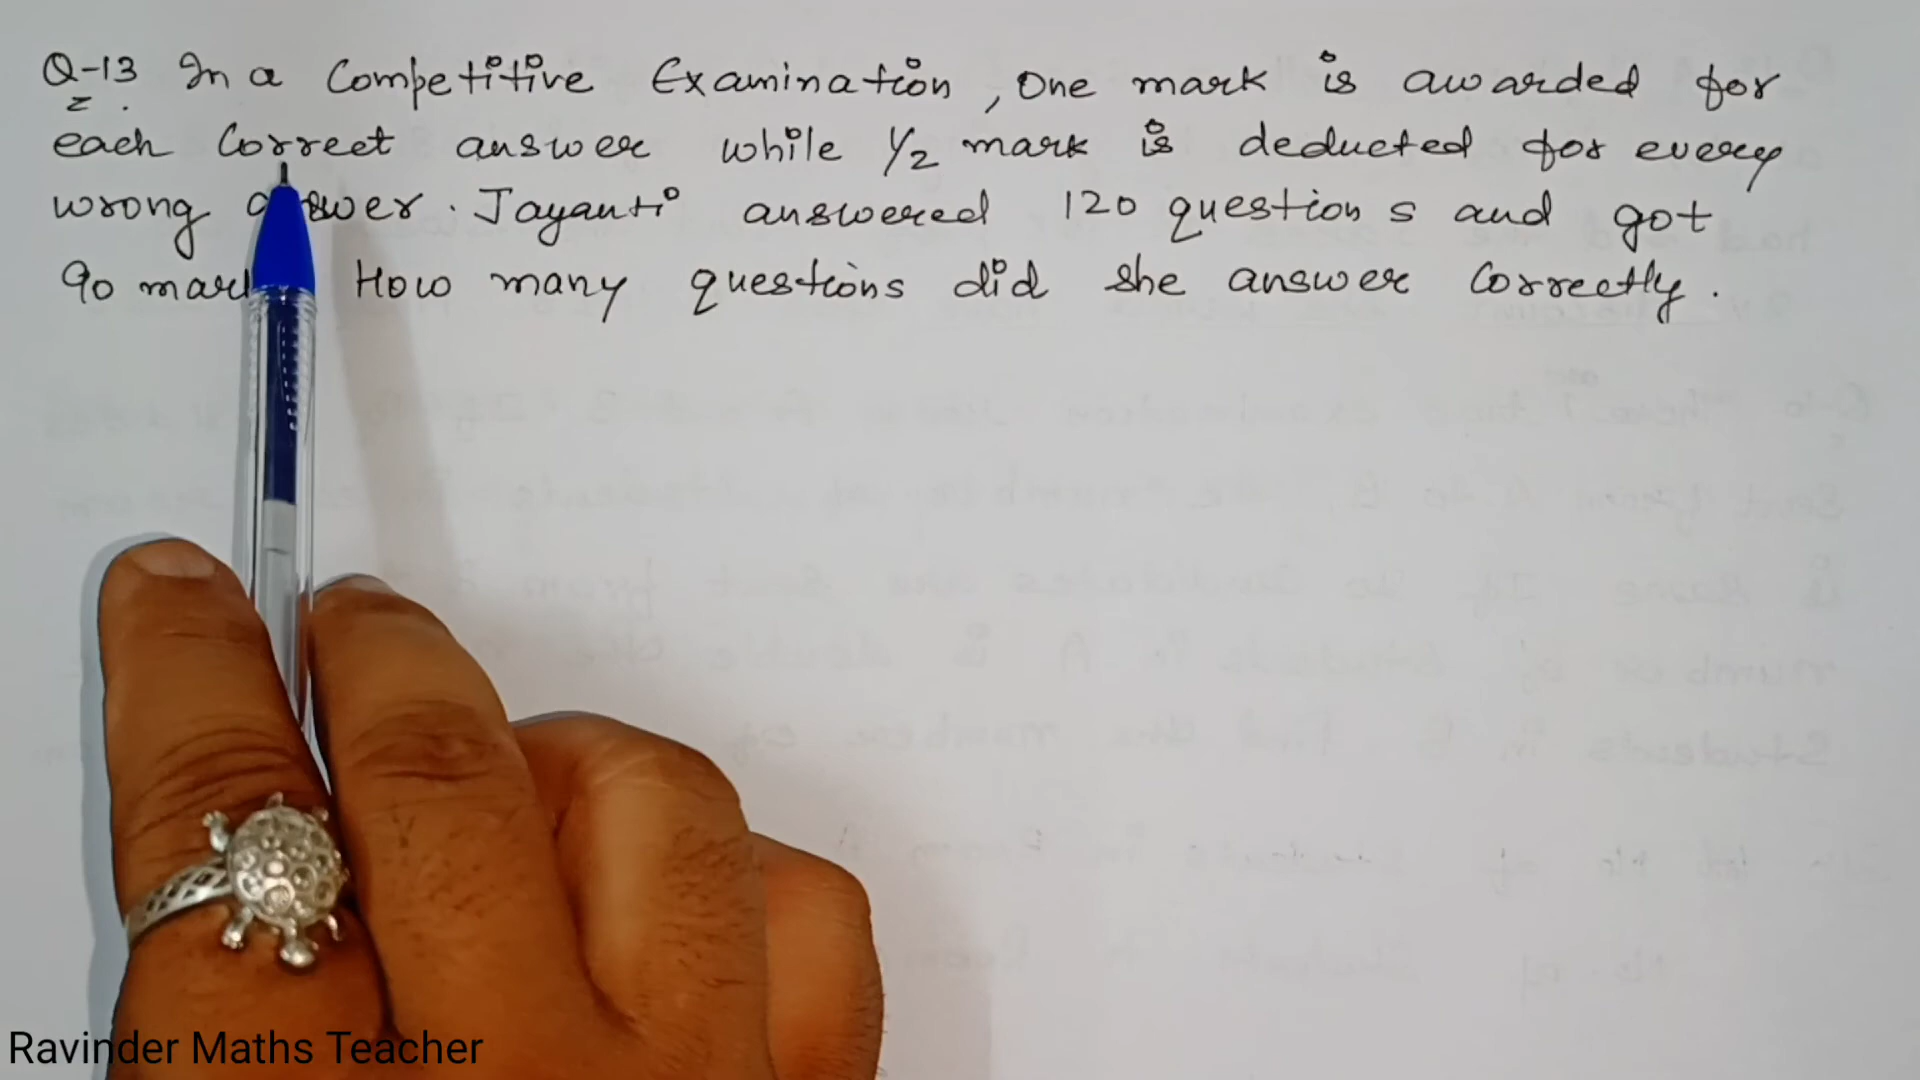 Q-13 In a Competitive Examination, One mark is awarded for
each Correct answer while 1/2 mark is deducted for every
wrong answer. Jayanti answered 120 questions and got
90 mark How many questions did she answer Correctly.
Ravinder Maths Teacher